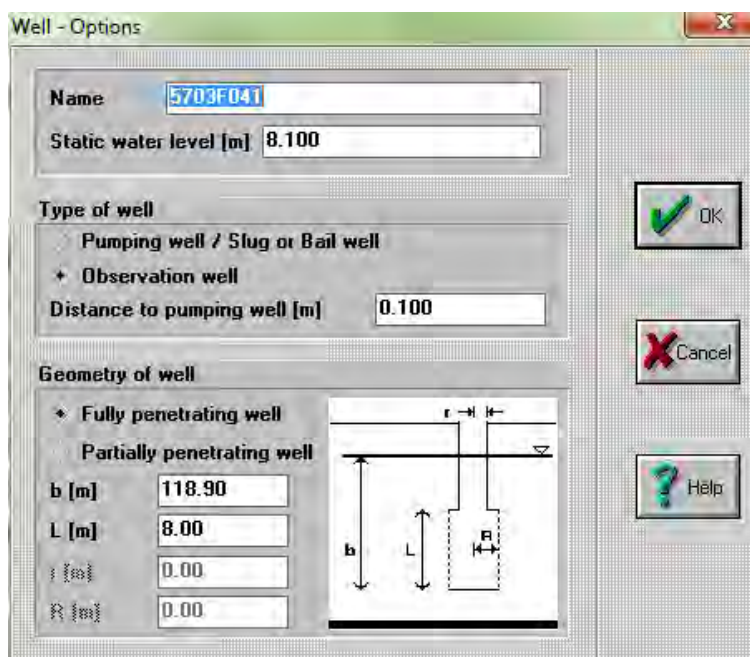 Well - Options
Name 5703F041
Static water level [m] 8.100
Type of well
Pumping well / Slug or Bail well
Observation well
Distance to pumping well [m] 0.100
Geometry of well
Fully penetrating well
Partially penetrating well
b [m] 118.90
L [m] 8.00
r [m] 0.00
R [m] 0.00
r
b
L
R
OK
Cancel
Help